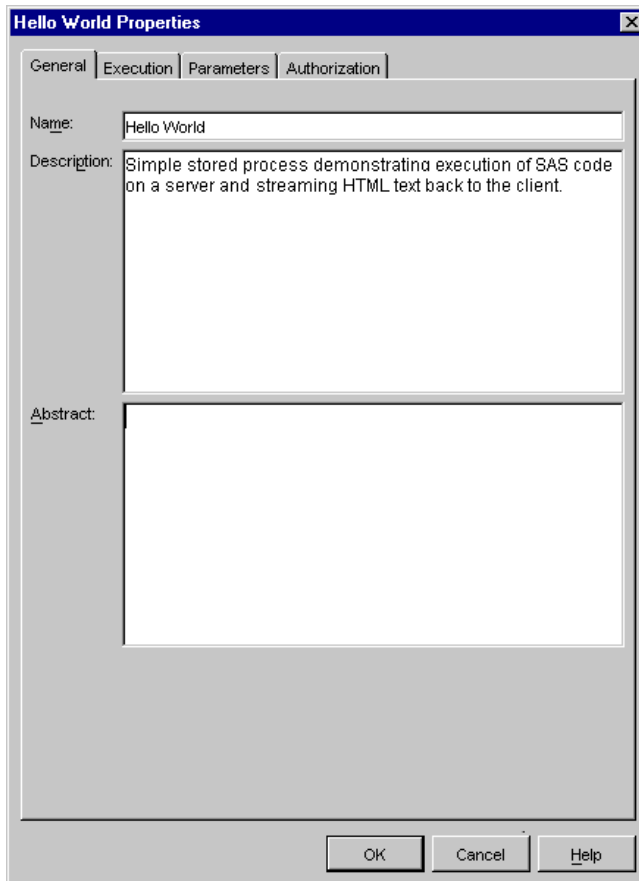 Hello World Properties
General Execution Parameters Authorization
Name: Hello World
Description: Simple stored process demonstrating execution of SAS code
on a server and streaming HTML text back to the client.
Abstract:
OK Cancel Help